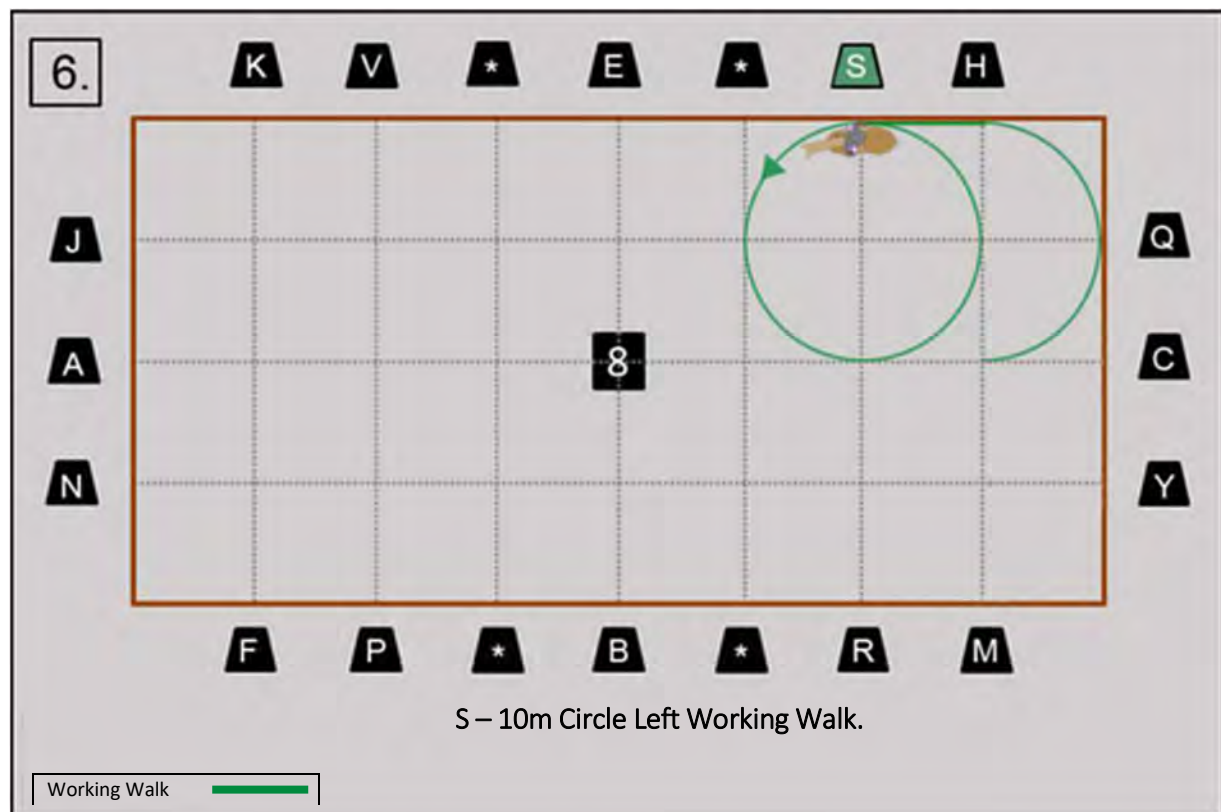 6.
K V * E * S H
J Q
8
A C
N Y
F P * B * R M
S – 10m Circle Left Working Walk.
Working Walk